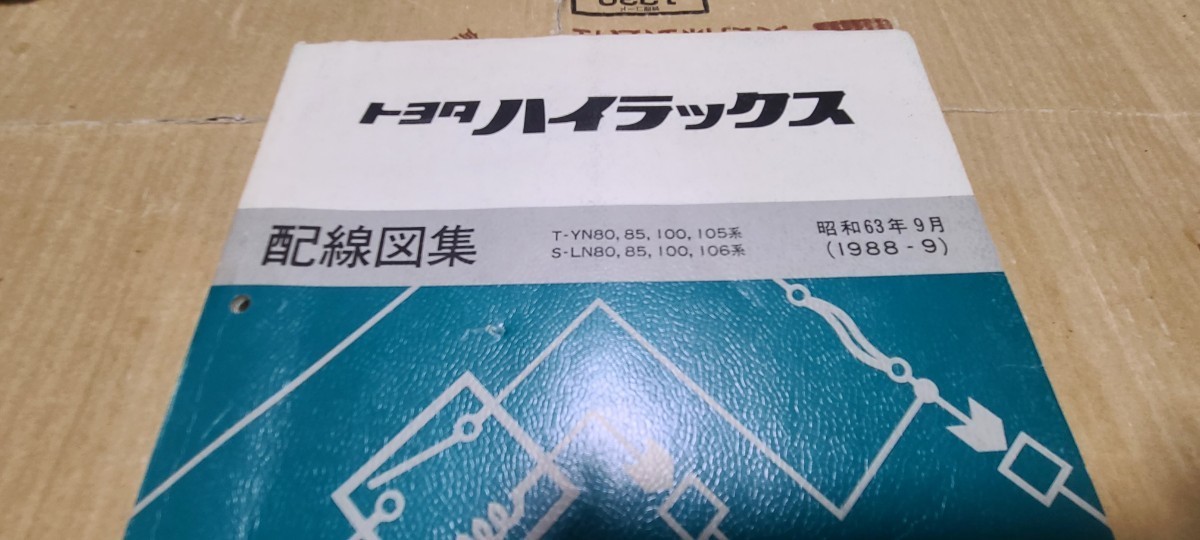 トヨタ ハイラックス
配線図集
T-YN80, 85, 100, 105系
S-LN80, 85, 100, 106系
昭和63年9月
(1988-9)